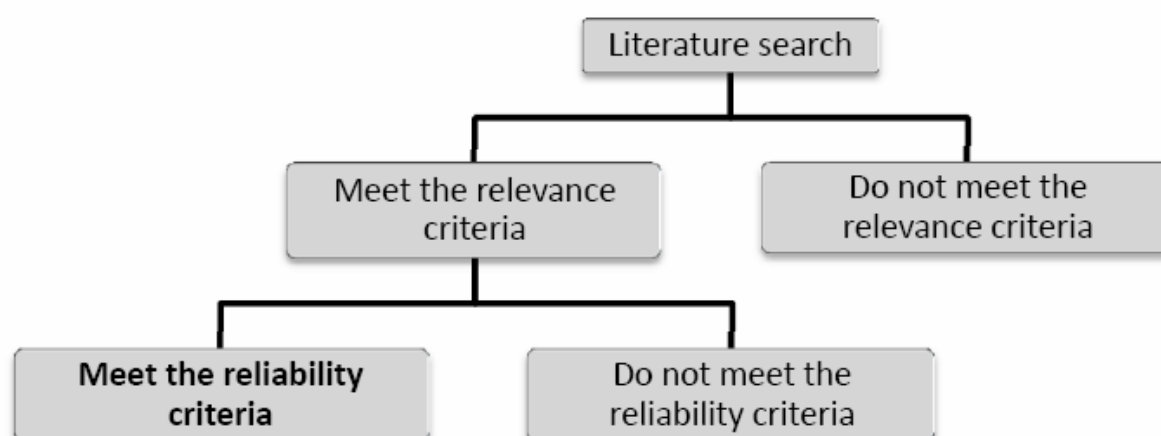 Literature search
Meet the relevance
criteria
Do not meet the
relevance criteria
Meet the reliability
criteria
Do not meet the
reliability criteria